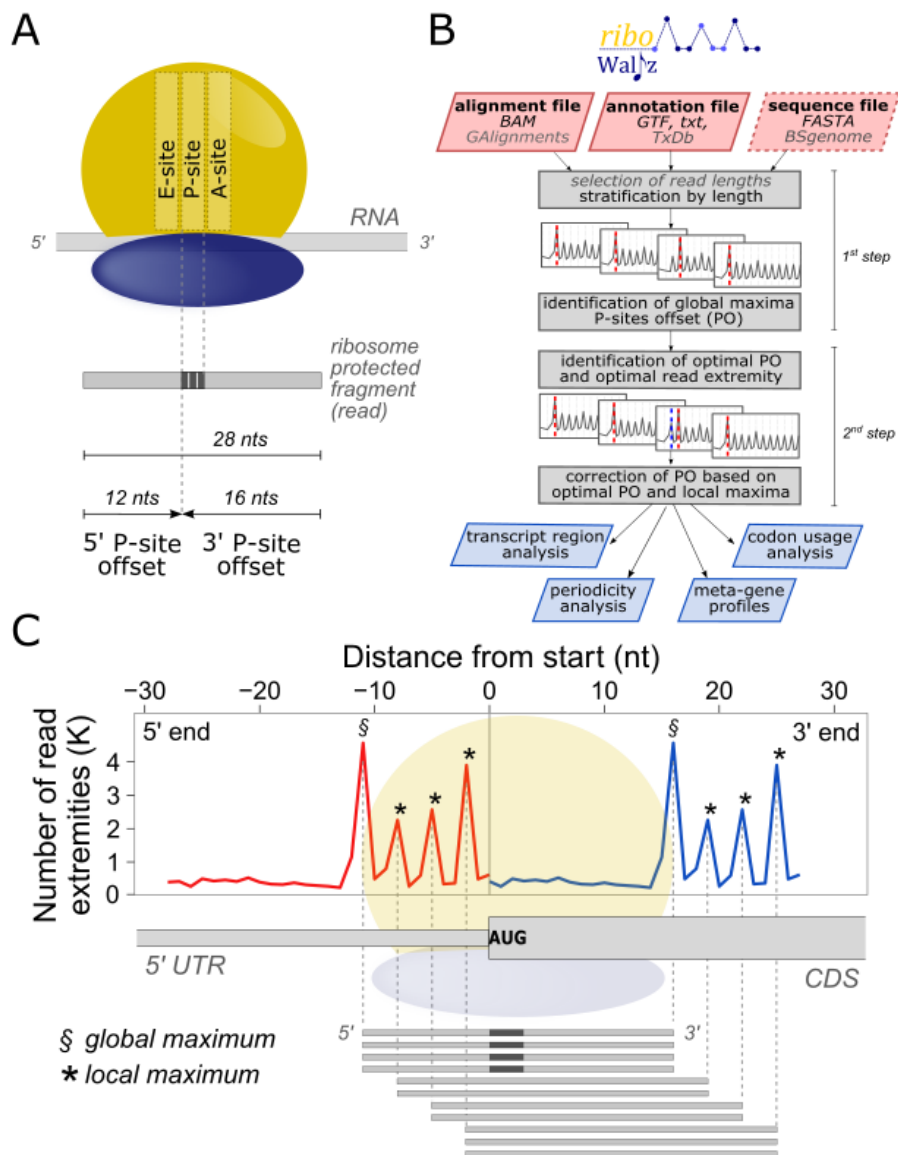 A
E-site
P-site
A-site
RNA
5'
3'
ribosome
protected
fragment
(read)
28 nts
12 nts
16 nts
5' P-site
offset
3' P-site
offset
B
ribo
Waltz
alignment file
BAM
GAlignments
annotation file
GTF, txt,
TxDb
sequence file
FASTA
BSgenome
selection of read lengths
stratification by length
identification of global maxima
P-sites offset (PO)
1st step
identification of optimal PO
and optimal read extremity
correction of PO based on
optimal PO and local maxima
2nd step
transcript region
analysis
codon usage
analysis
periodicity
analysis
meta-gene
profiles
C
Distance from start (nt)
−30
−20
−10
0
10
20
30
5' end
3' end
Number of read
extremities (K)
4
3
2
1
0
§
*
*
*
§
*
*
*
AUG
5' UTR
CDS
5'
3'
§ global maximum
* local maximum